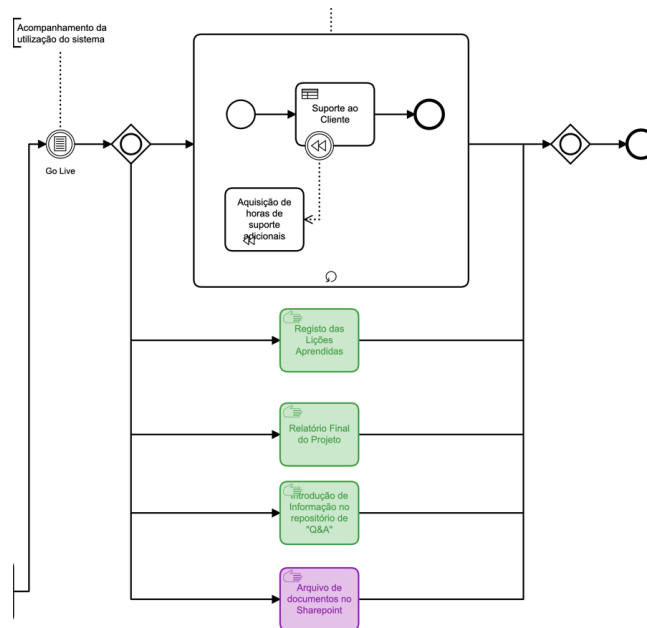 Acompanhamento da
utilização do sistema
Go Live
Suporte ao
Cliente
Aquisição de
horas de
suporte
adicionais
Registo das
Lições
Aprendidas
Relatório Final
do Projeto
Introdução de
Informação no
repositório de
"Q&A"
Arquivo de
documentos no
Sharepoint